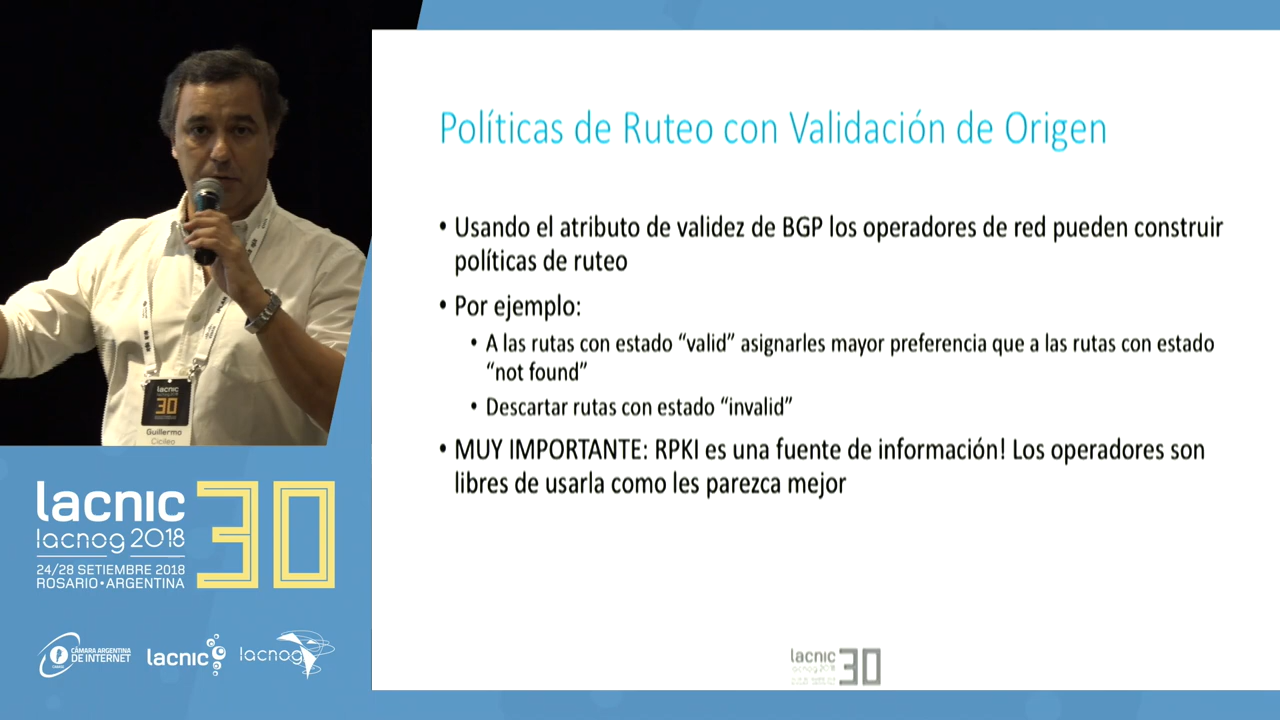 Políticas de Ruteo con Validación de Origen
• Usando el atributo de validez de BGP los operadores de red pueden construir
políticas de ruteo
• Por ejemplo:
• A las rutas con estado “valid” asignarles mayor preferencia que a las rutas con estado
“not found”
• Descartar rutas con estado “invalid”
• MUY IMPORTANTE: RPKI es una fuente de información! Los operadores son
libres de usarla como les parezca mejor
lacnic
30
Guillermo
Cicileo
lacnic 30
lacnog 2018
24/28 SETIEMBRE 2018
ROSARIO•ARGENTINA
CÁMARA ARGENTINA
DE INTERNET
lacnic
lacnog
lacnic 30
lacnog 2018